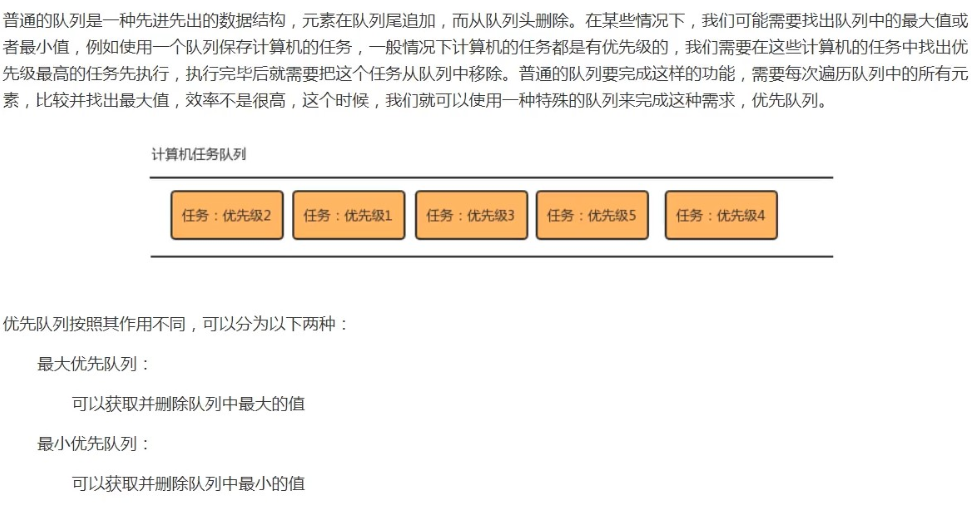 普通的队列是一种先进先出的数据结构，元素在队列尾追加，而从队列头删除。在某些情况下，我们可能需要找出队列中的最大值或
者最小值，例如使用一个队列保存计算机的任务，一般情况下计算机的任务都是有优先级的，我们需要在这些计算机的任务中找出优
先级最高的任务先执行，执行完毕后就需要把这个任务从队列中移除。普通的队列要完成这样的功能，需要每次遍历队列中的所有元
素，比较并找出最大值，效率不是很高，这个时候，我们就可以使用一种特殊的队列来完成这种需求，优先队列。
计算机任务队列
任务：优先级2
任务：优先级1
任务：优先级3
任务：优先级5
任务：优先级4
优先队列按照其作用不同，可以分为以下两种：
最大优先队列：
可以获取并删除队列中最大的值
最小优先队列：
可以获取并删除队列中最小的值